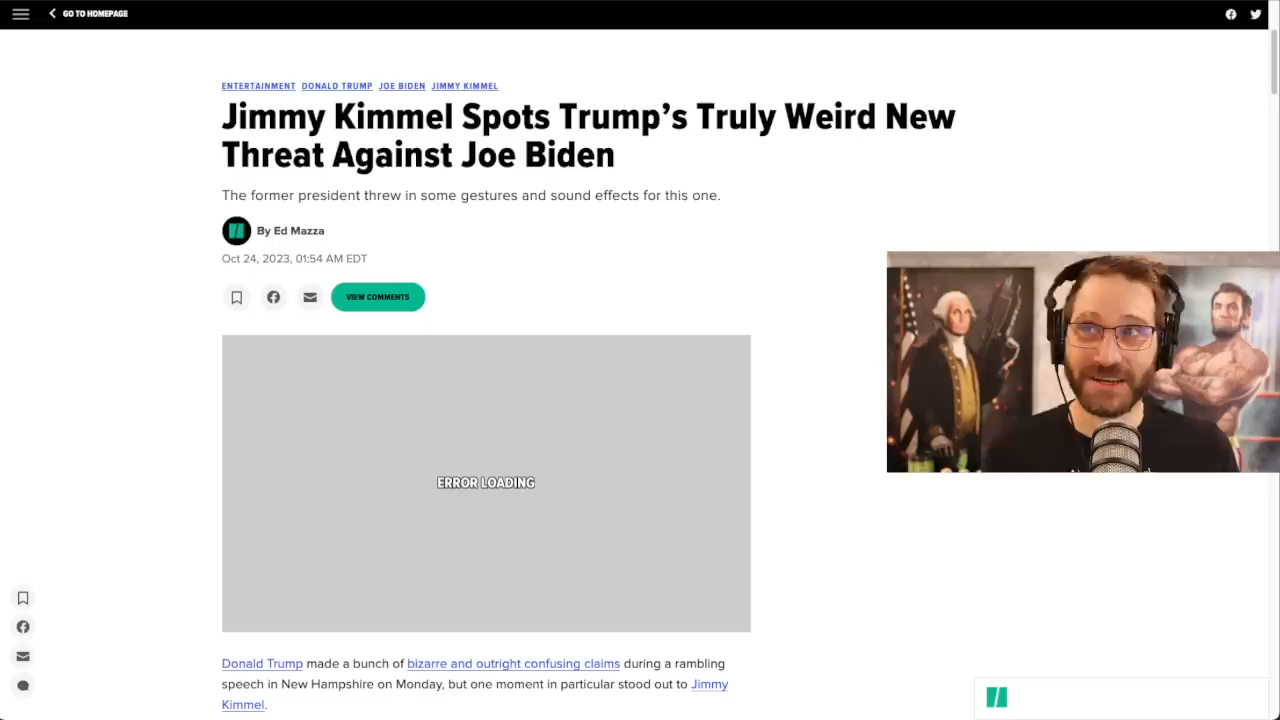 GO TO HOMEPAGE
ENTERTAINMENT DONALD TRUMP JOE BIDEN JIMMY KIMMEL
Jimmy Kimmel Spots Trump’s Truly Weird New
Threat Against Joe Biden
The former president threw in some gestures and sound effects for this one.
By Ed Mazza
Oct 24, 2023, 01:54 AM EDT
VIEW COMMENTS
ERROR LOADING
Donald Trump made a bunch of bizarre and outright confusing claims during a rambling
speech in New Hampshire on Monday, but one moment in particular stood out to Jimmy
Kimmel.